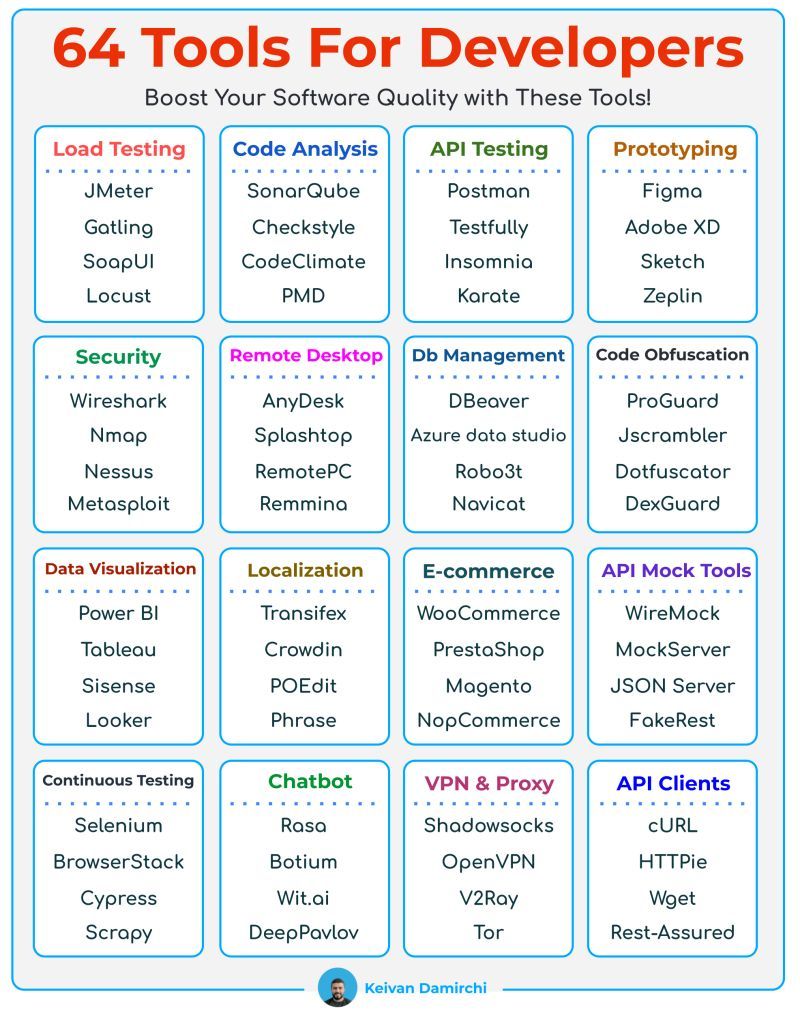 64 Tools For Developers
Boost Your Software Quality with These Tools!
Load Testing
JMeter
Gatling
SoapUI
Locust
Code Analysis
SonarQube
Checkstyle
CodeClimate
PMD
API Testing
Postman
Testfully
Insomnia
Karate
Prototyping
Figma
Adobe XD
Sketch
Zeplin
Security
Wireshark
Nmap
Nessus
Metasploit
Remote Desktop
AnyDesk
Splashtop
RemotePC
Remmina
Db Management
DBeaver
Azure data studio
Robo3t
Navicat
Code Obfuscation
ProGuard
Jscrambler
Dotfuscator
DexGuard
Data Visualization
Power BI
Tableau
Sisense
Looker
Localization
Transifex
Crowdin
POEdit
Phrase
E-commerce
WooCommerce
PrestaShop
Magento
NopCommerce
API Mock Tools
WireMock
MockServer
JSON Server
FakeRest
Continuous Testing
Selenium
BrowserStack
Cypress
Scrapy
Chatbot
Rasa
Botium
Wit.ai
DeepPavlov
VPN & Proxy
Shadowsocks
OpenVPN
V2Ray
Tor
API Clients
cURL
HTTPie
Wget
Rest-Assured
Keivan Damirchi